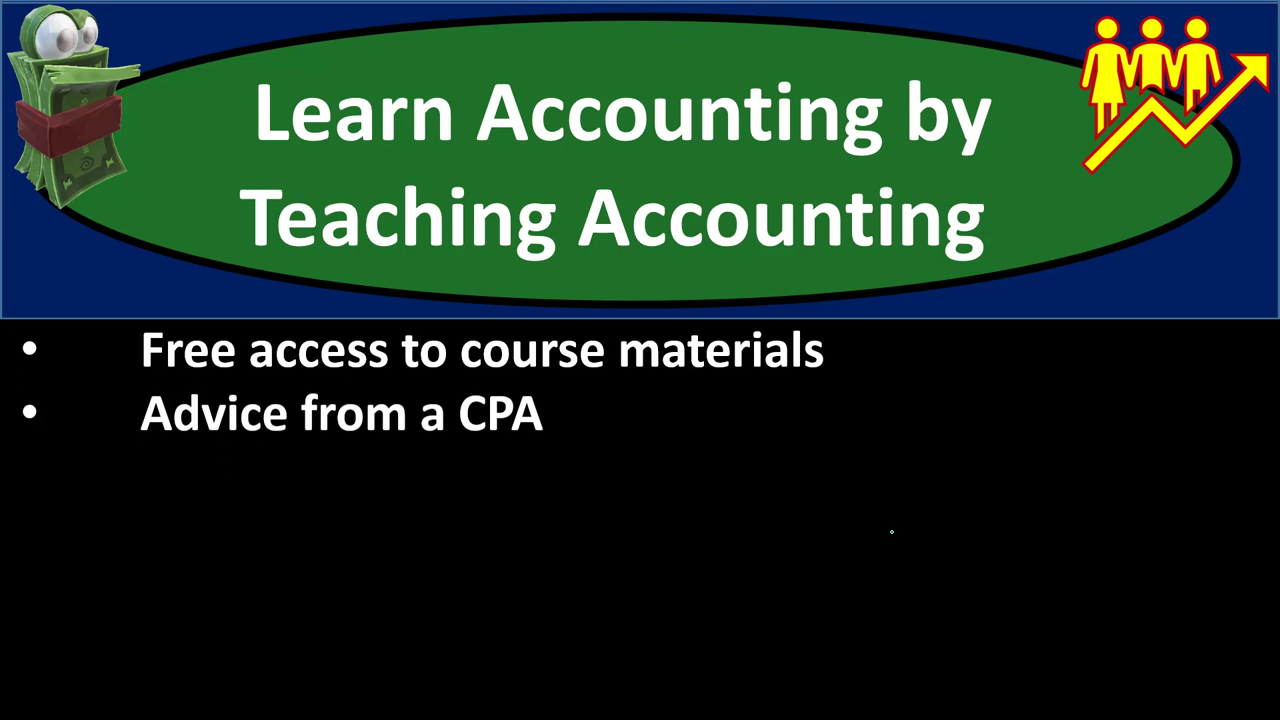 Learn Accounting by
Teaching Accounting
• Free access to course materials
• Advice from a CPA